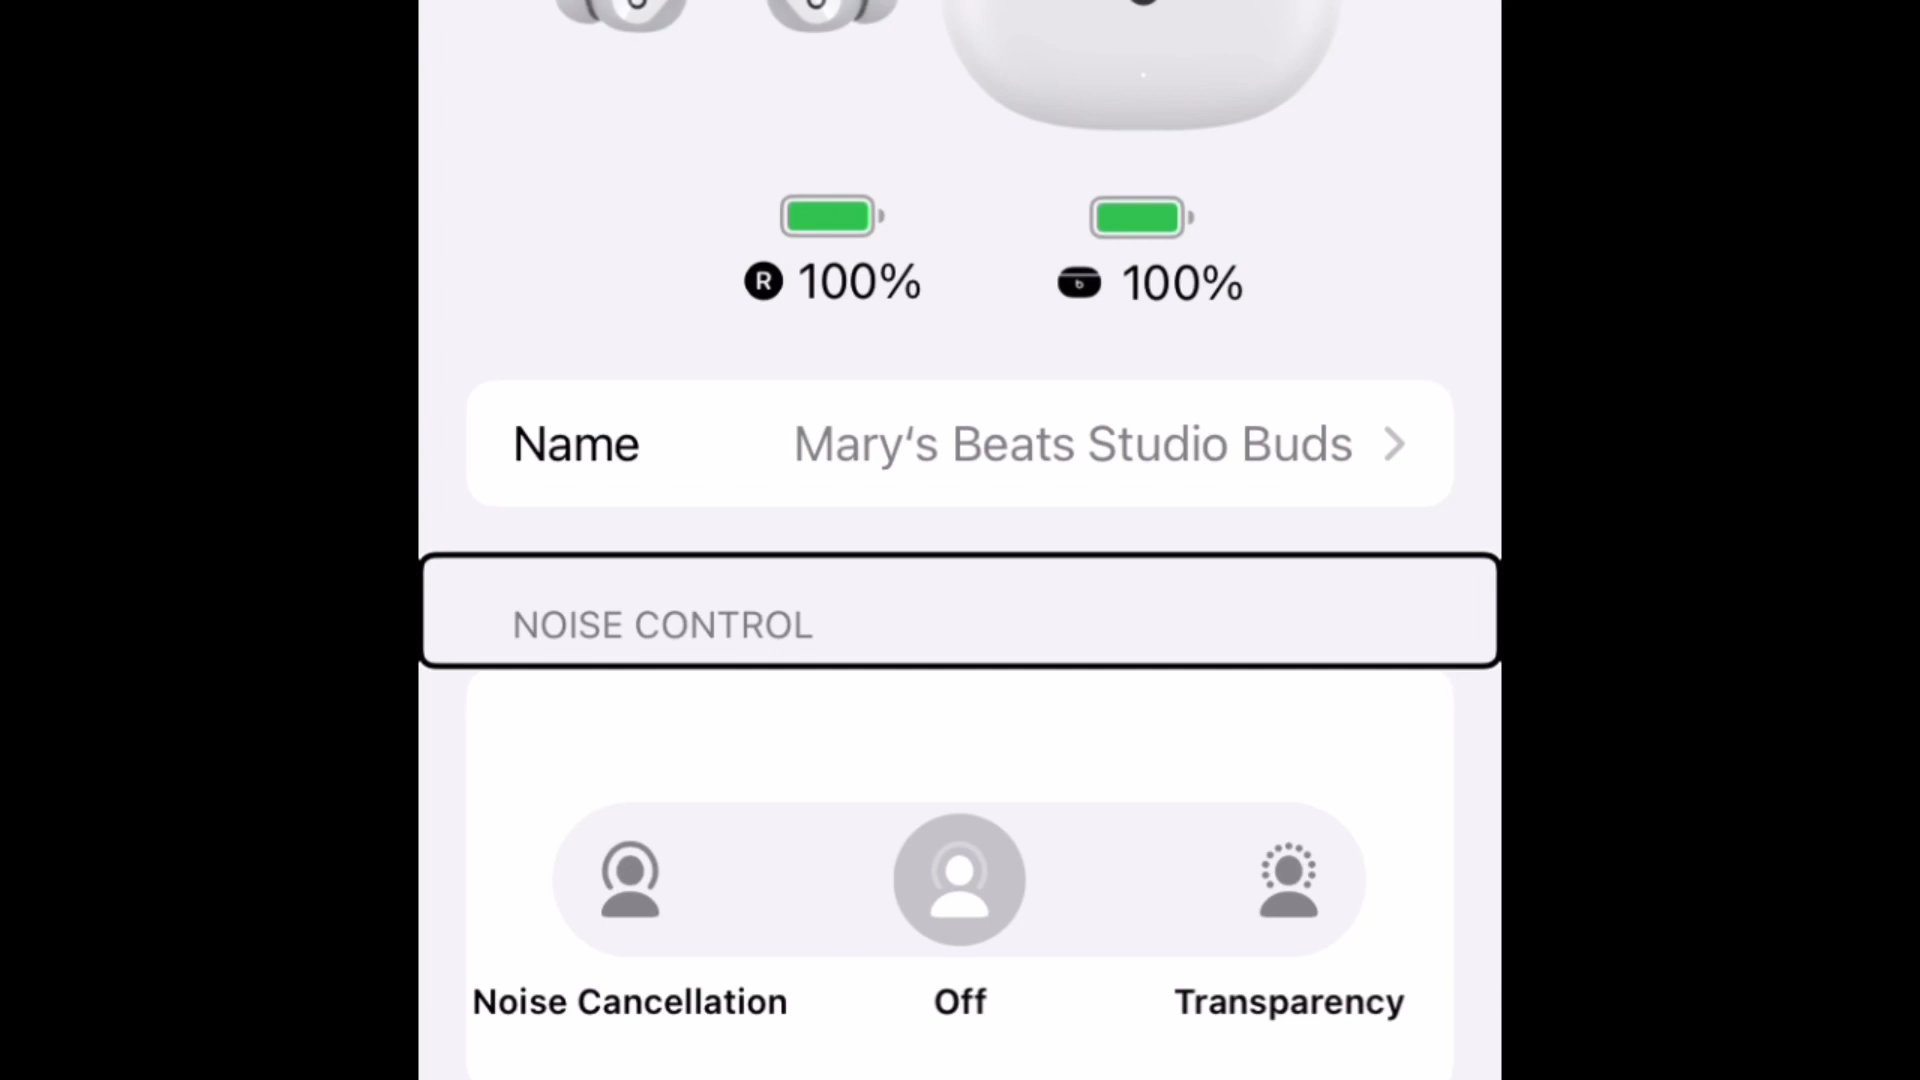 R 100% 100%
Name Mary's Beats Studio Buds
NOISE CONTROL
Noise Cancellation Off Transparency